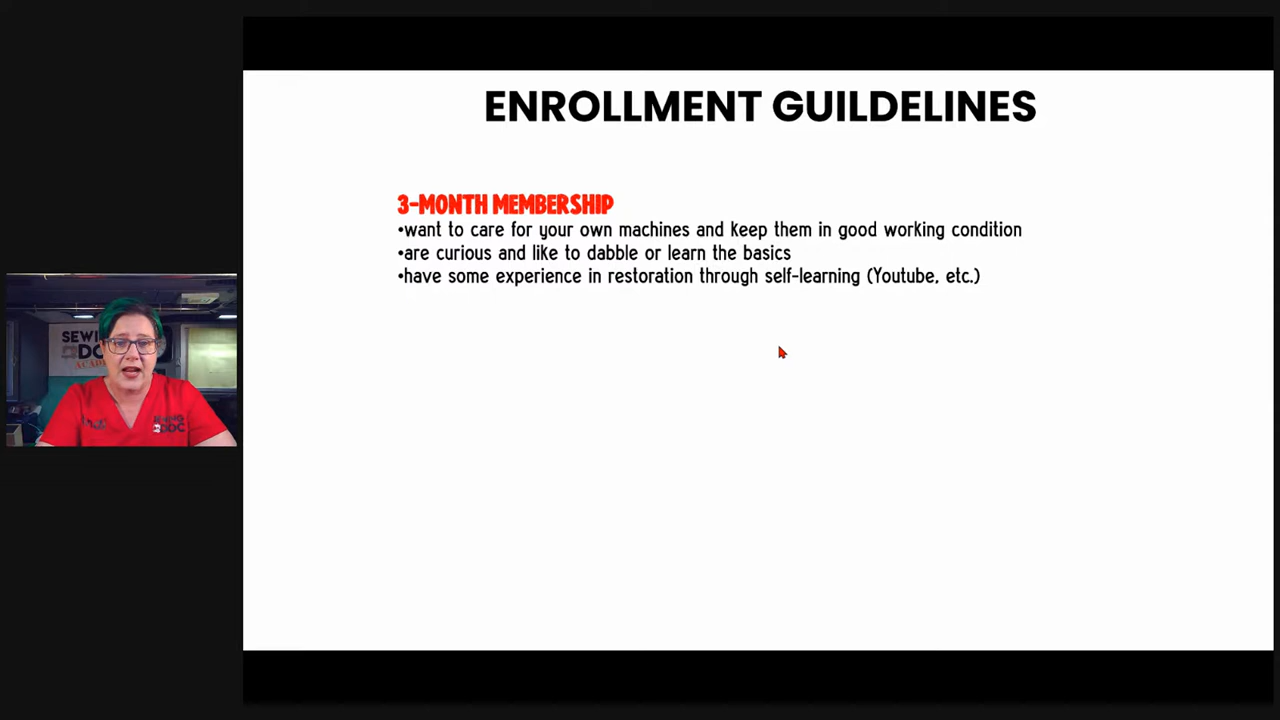 ENROLLMENT GUILDELINES
3-MONTH MEMBERSHIP
•want to care for your own machines and keep them in good working condition
•are curious and like to dabble or learn the basics
•have some experience in restoration through self-learning (Youtube, etc.)
DOC
DOC